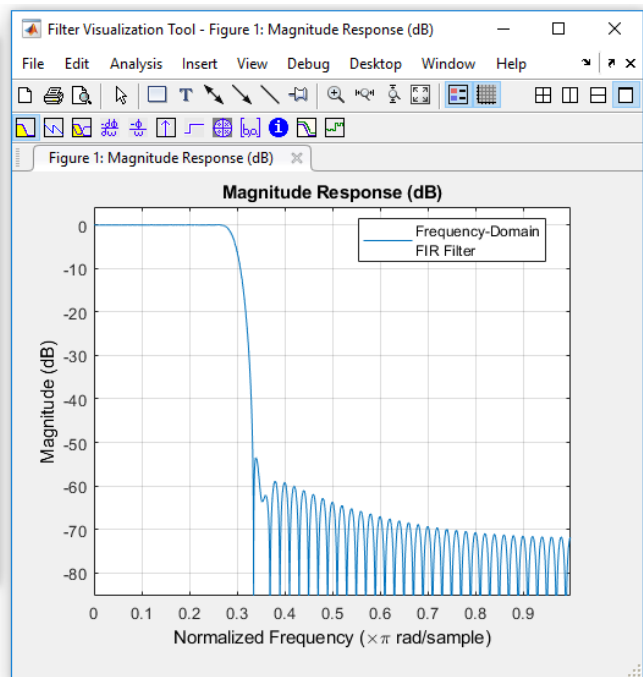 Filter Visualization Tool - Figure 1: Magnitude Response (dB)
File Edit Analysis Insert View Debug Desktop Window Help
Figure 1: Magnitude Response (dB)
Magnitude Response (dB)
Frequency-Domain
FIR Filter
0
-10
-20
-30
-40
-50
-60
-70
-80
Magnitude (dB)
0 0.1 0.2 0.3 0.4 0.5 0.6 0.7 0.8 0.9
Normalized Frequency (×π rad/sample)